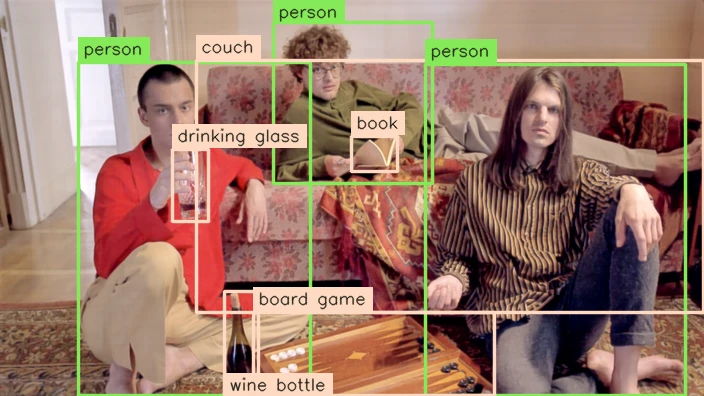 person
person
couch
person
book
drinking glass
board game
wine bottle